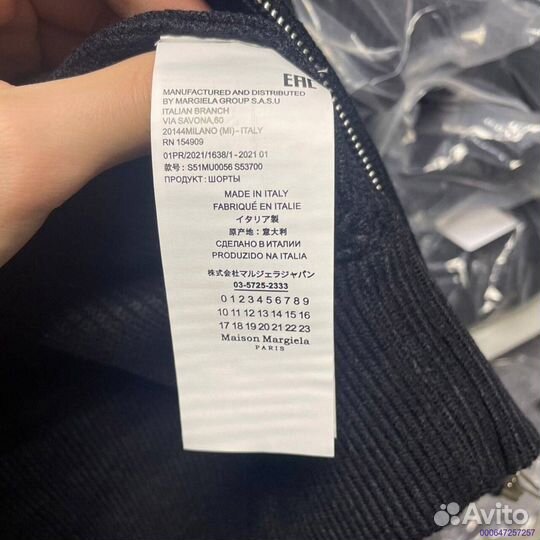 EAC
MANUFACTURED AND DISTRIBUTED
BY MARGIELA GROUP S.A.S.U
ITALIAN BRANCH
VIA SAVONA,60
20144MILANO (MI) - ITALY
RN 154909
01PR/2021/1638/1- 2021 01
款号: S51MU0056 S53700
ПРОДУКТ: ШОРТЫ
MADE IN ITALY
FABRIQUÉ EN ITALIE
イタリア製
原产地: 意大利
СДЕЛАНО В ИТАЛИИ
PRODUZIDO NA ITALIA
株式会社マルジェラジャパン
03-5725-2333
0 1 2 3 4 5 6 7 8 9
10 11 12 13 14 15 16
17 18 19 20 21 22 23
Maison Margiela
PARIS
Avito
000647257257